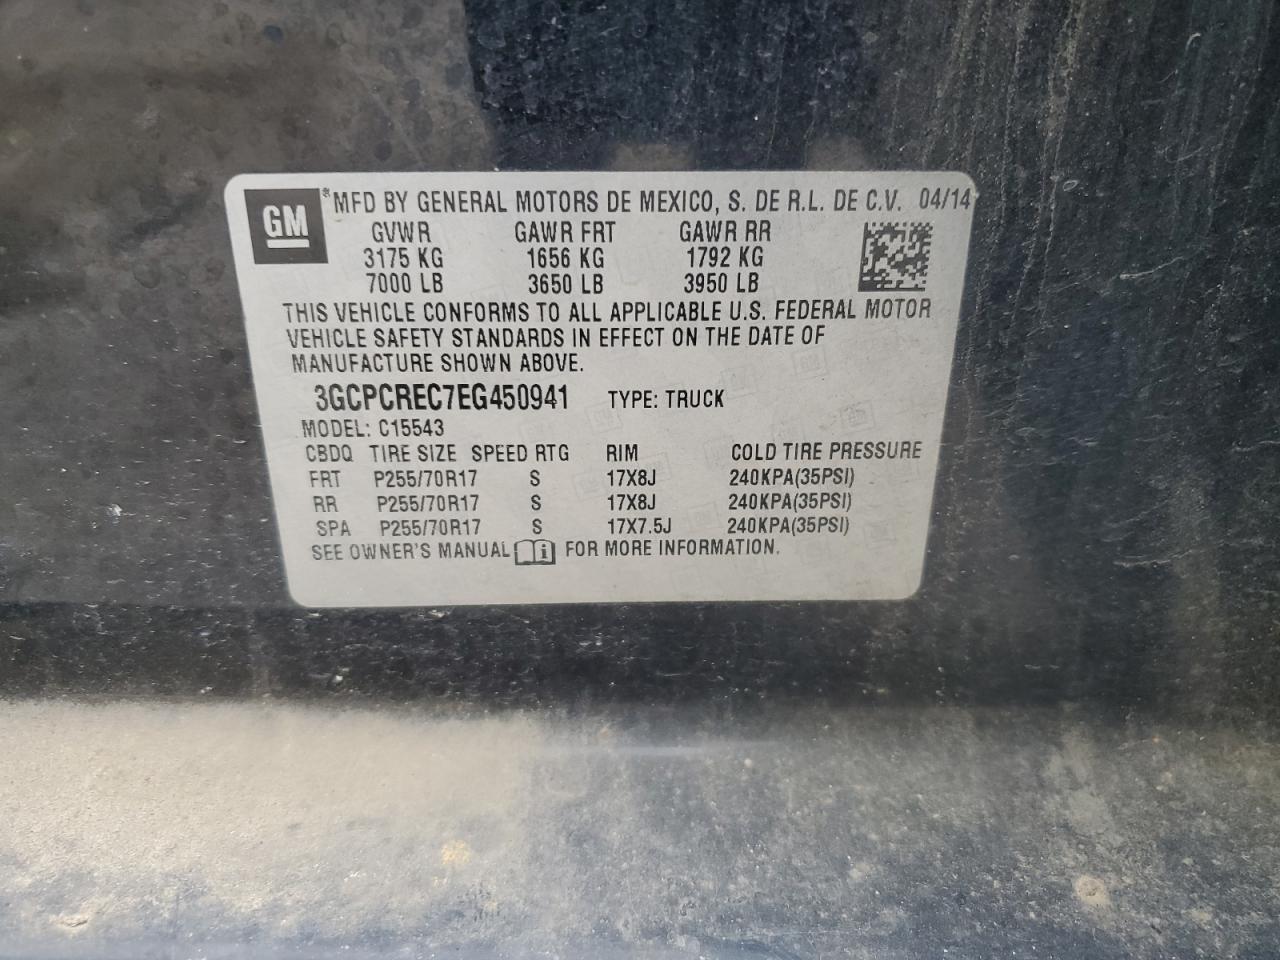 GM ® MFD BY GENERAL MOTORS DE MEXICO, S. DE R.L. DE C.V. 04/14
GVWR GAWR FRT GAWR RR
3175 KG 1656 KG 1792 KG
7000 LB 3650 LB 3950 LB
THIS VEHICLE CONFORMS TO ALL APPLICABLE U.S. FEDERAL MOTOR
VEHICLE SAFETY STANDARDS IN EFFECT ON THE DATE OF
MANUFACTURE SHOWN ABOVE.
3GCPCREC7EG450941 TYPE: TRUCK
MODEL: C15543
CBDQ TIRE SIZE SPEED RTG RIM COLD TIRE PRESSURE
FRT P255/70R17 S 17X8J 240KPA(35PSI)
RR P255/70R17 S 17X8J 240KPA(35PSI)
SPA P255/70R17 S 17X7.5J 240KPA(35PSI)
SEE OWNER'S MANUAL i FOR MORE INFORMATION.